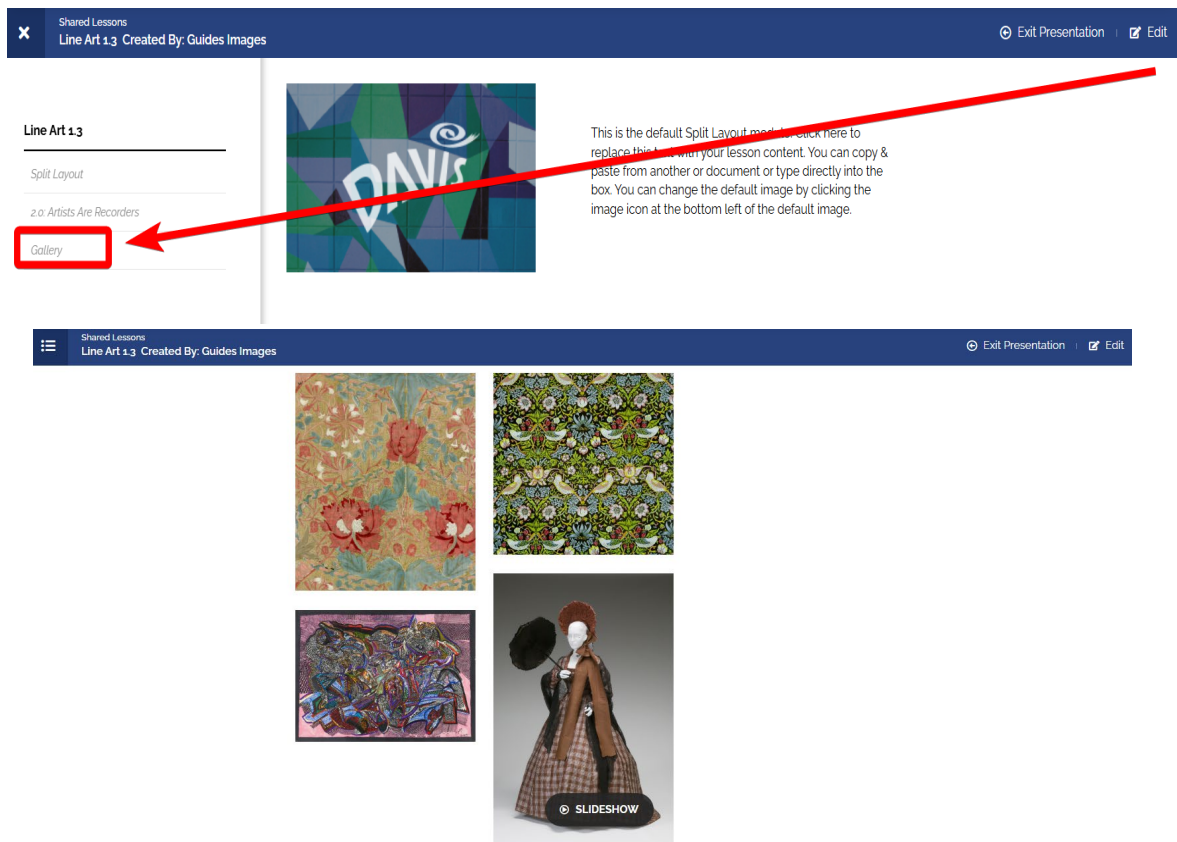 Shared Lessons
Line Art 1.3 Created By: Guides Images
Exit Presentation
Edit
Line Art 1.3
Split Layout
2.0: Artists Are Recorders
Gallery
DAVIS
This is the default Split Layout Click here to
replace this with your lesson content. You can copy &
paste from another or document or type directly into the
box. You can change the default image by clicking the
image icon at the bottom left of the default image.
Shared Lessons
Line Art 1.3 Created By: Guides Images
Exit Presentation
Edit
SLIDESHOW